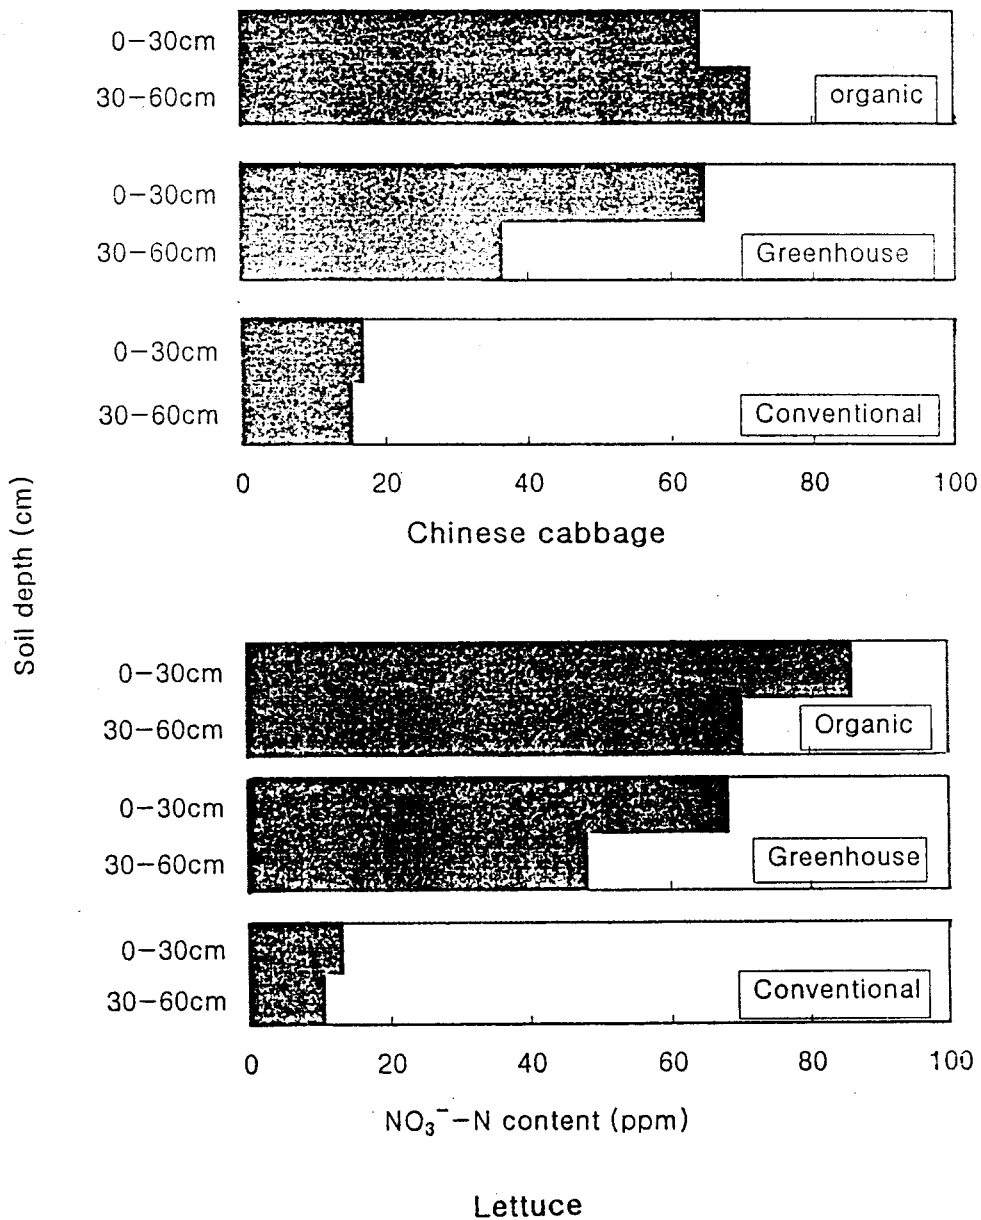 0-30cm
30-60cm
organic
0-30cm
30-60cm
Greenhouse
0-30cm
30-60cm
Conventional
0 20 40 60 80 100
Chinese cabbage
Soil depth (cm)
0-30cm
30-60cm
Organic
0-30cm
30-60cm
Greenhouse
0-30cm
30-60cm
Conventional
0 20 40 60 80 100
NO₃⁻-N content (ppm)
Lettuce